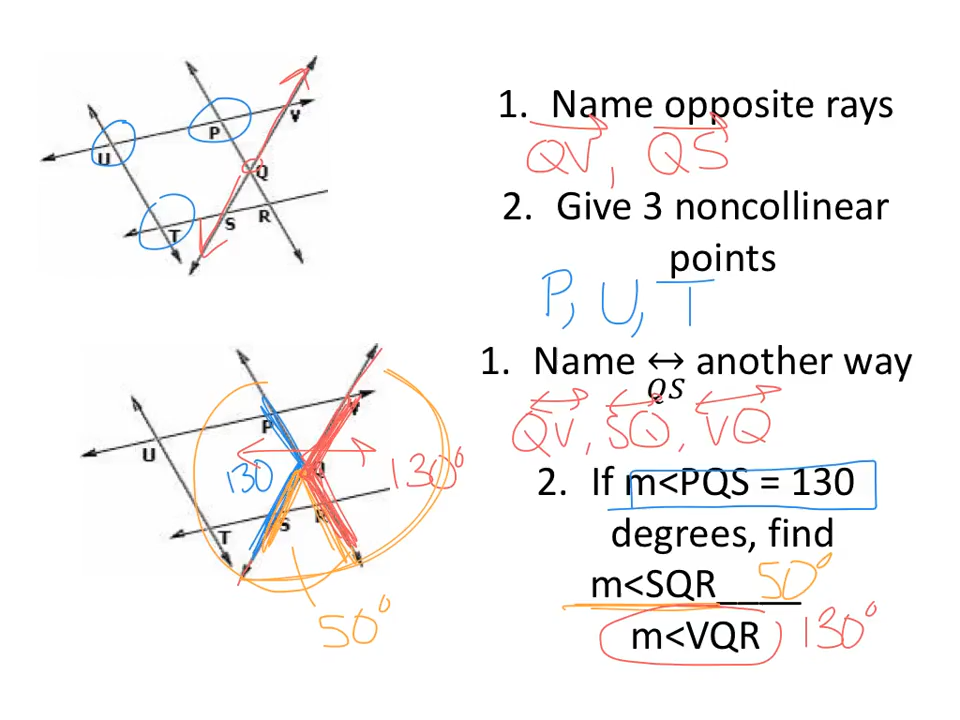 1. Name opposite rays
QV, QS
2. Give 3 noncollinear
points
P, U, T
V
P
U
Q
S
R
T
1. Name ↔ another way
QS
QV, SQ, VQ
2. If m<PQS = 130
degrees, find
m<SQR____ 50°
m<VQR 130°
V
P
U
Q
130
130°
S
R
T
50°